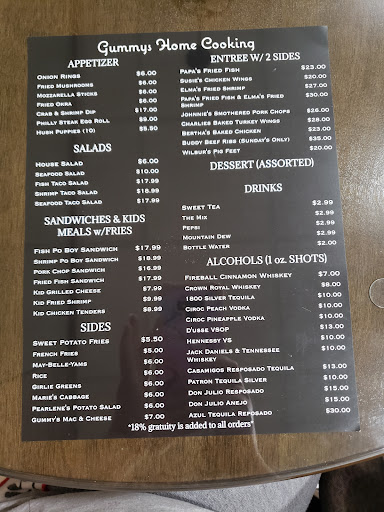 Gummys Home Cooking
APPETIZER
Onion Rings $6.00
Fried Mushrooms $6.00
Mozzarella Sticks $6.00
Fried Okra $6.00
Crab & Shrimp Dip $17.00
Philly Steak Egg Roll $9.00
Hush Puppies (10) $5.50
SALADS
House Salad $6.00
Seafood Salad $10.00
Fish Taco Salad $17.99
Shrimp Taco Salad $18.99
Seafood Taco Salad $17.99
SANDWICHES & KIDS
MEALS w/FRIES
Fish Po Boy Sandwich $17.99
Shrimp Po Boy Sandwich $18.99
Pork Chop Sandwich $16.99
Fried Fish Sandwich $17.99
Kid Grilled Cheese $7.99
Kid Fried Shrimp $9.99
Kid Chicken Tenders $8.99
SIDES
Sweet Potato Fries $5.50
French Fries $5.00
May-Belle-Yams $6.00
Rice $6.00
Girlie Greens $6.00
Marie's Cabbage $6.00
Pearlene's Potato Salad $6.00
Gummy's Mac & Cheese $7.00
ENTREE W/ 2 SIDES
Papa's Fried Fish $23.00
Susie's Chicken Wings $20.00
Elma's Fried Shrimp $27.00
Papa's Fried Fish & Elma's Fried $30.00
Shrimp
Johnnie's Smothered Pork Chops $26.00
Charlies Baked Turkey Wings $26.00
Bertha's Baked Chicken $23.00
Buddy Beef Ribs (Sunday's Only) $35.00
Wilbur's Pig Feet $20.00
DESSERT (ASSORTED)
DRINKS
Sweet Tea $2.99
The Mix $2.99
Pepsi $2.99
Mountain Dew $2.99
Bottle Water $2.00
ALCOHOLS (1 oz. SHOTS)
Fireball Cinnamon Whiskey $7.00
Crown Royal Whiskey $8.00
1800 Silver Tequila $10.00
Ciroc Peach Vodka $10.00
Ciroc Pineapple Vodka $10.00
D'usse VSOP $13.00
Hennessy VS $10.00
Jack Daniels & Tennessee $10.00
Whiskey
Casamigos Resposado Tequila $13.00
Patron Tequila Silver $10.00
Don Julio Resposado $15.00
Don Julio Anejo $15.00
Azul Tequila Reposado $30.00
*18% gratuity is added to all orders*